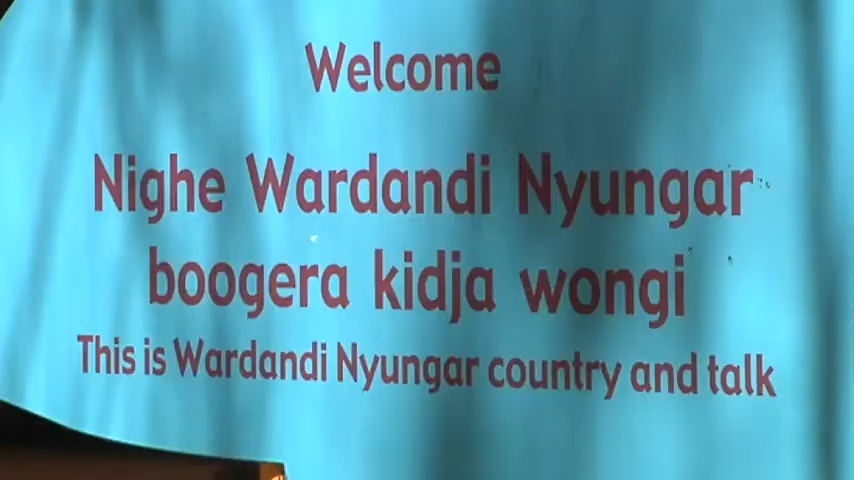 Welcome
Nighe Wardandi Nyungar
boogera kidja wongi
This is Wardandi Nyungar country and talk